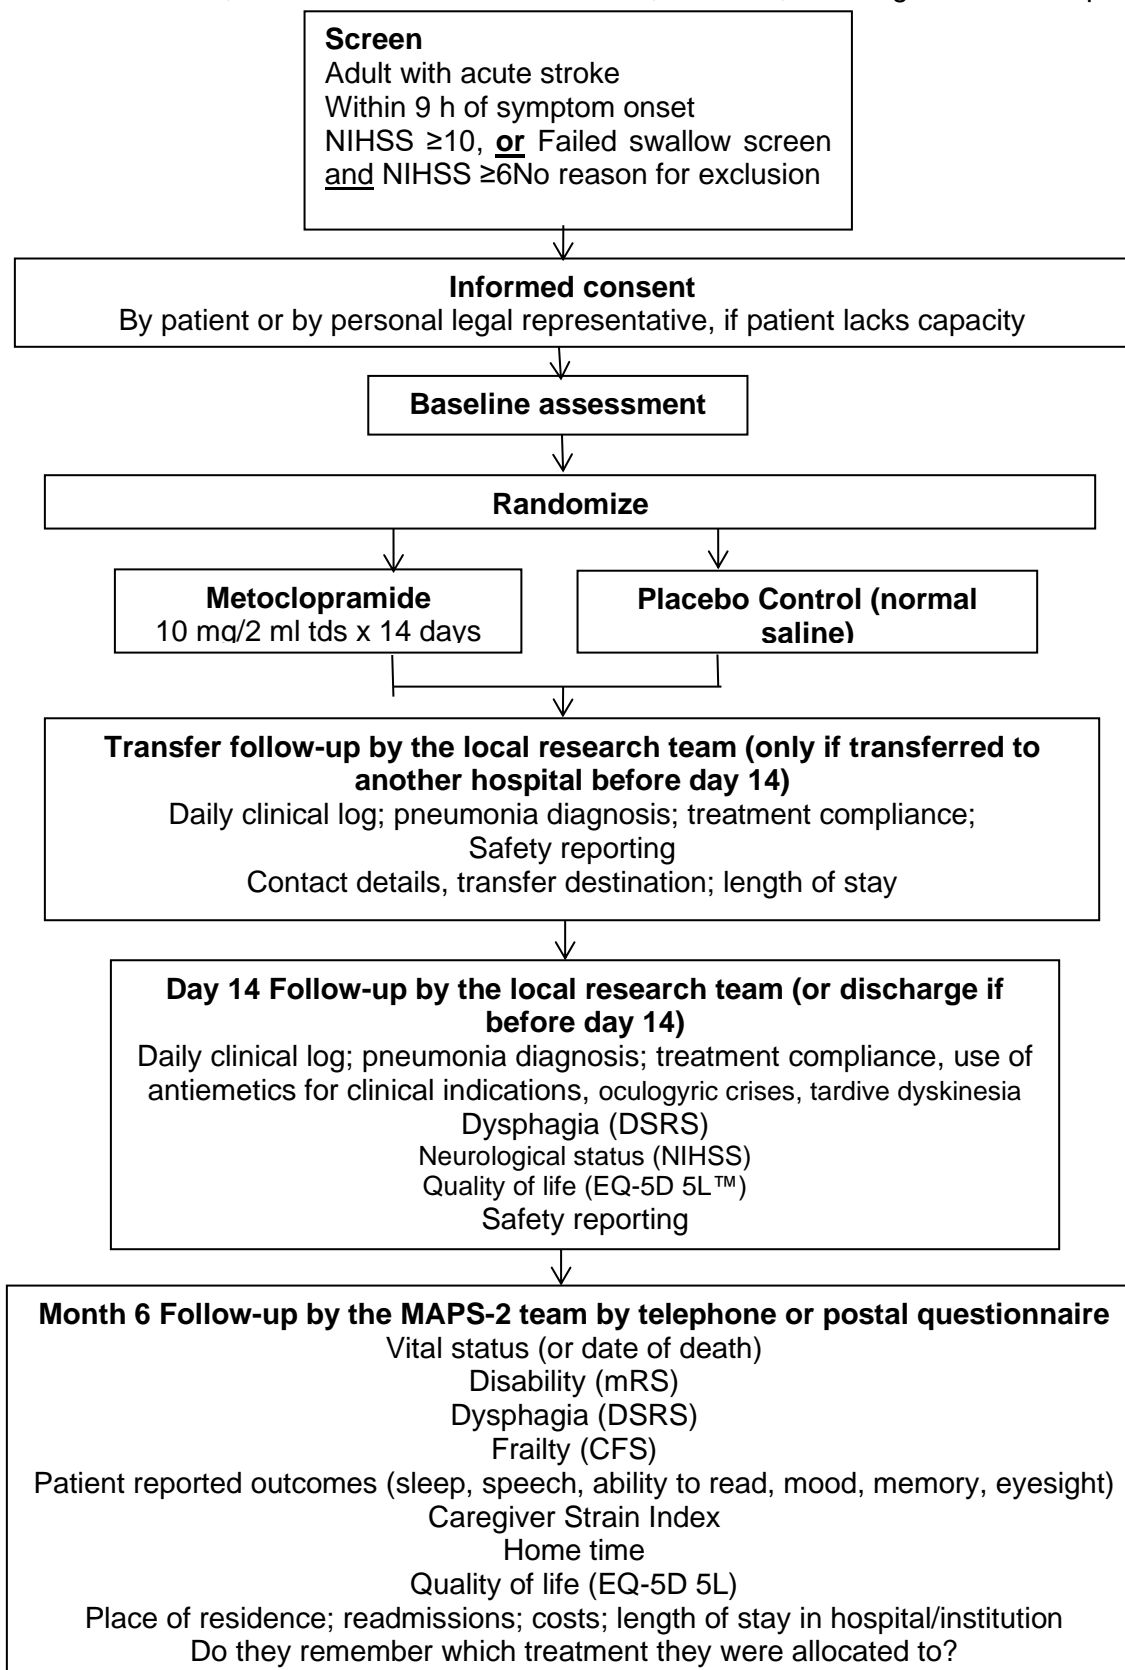 Screen
Adult with acute stroke
Within 9 h of symptom onset
NIHSS ≥10, or Failed swallow screen
and NIHSS ≥6No reason for exclusion
Informed consent
By patient or by personal legal representative, if patient lacks capacity
Baseline assessment
Randomize
Metoclopramide
10 mg/2 ml tds x 14 days
Placebo Control (normal
saline)
Transfer follow-up by the local research team (only if transferred to
another hospital before day 14)
Daily clinical log; pneumonia diagnosis; treatment compliance;
Safety reporting
Contact details, transfer destination; length of stay
Day 14 Follow-up by the local research team (or discharge if
before day 14)
Daily clinical log; pneumonia diagnosis; treatment compliance, use of
antiemetics for clinical indications, oculogyric crises, tardive dyskinesia
Dysphagia (DSRS)
Neurological status (NIHSS)
Quality of life (EQ-5D 5L™)
Safety reporting
Month 6 Follow-up by the MAPS-2 team by telephone or postal questionnaire
Vital status (or date of death)
Disability (mRS)
Dysphagia (DSRS)
Frailty (CFS)
Patient reported outcomes (sleep, speech, ability to read, mood, memory, eyesight)
Caregiver Strain Index
Home time
Quality of life (EQ-5D 5L)
Place of residence; readmissions; costs; length of stay in hospital/institution
Do they remember which treatment they were allocated to?